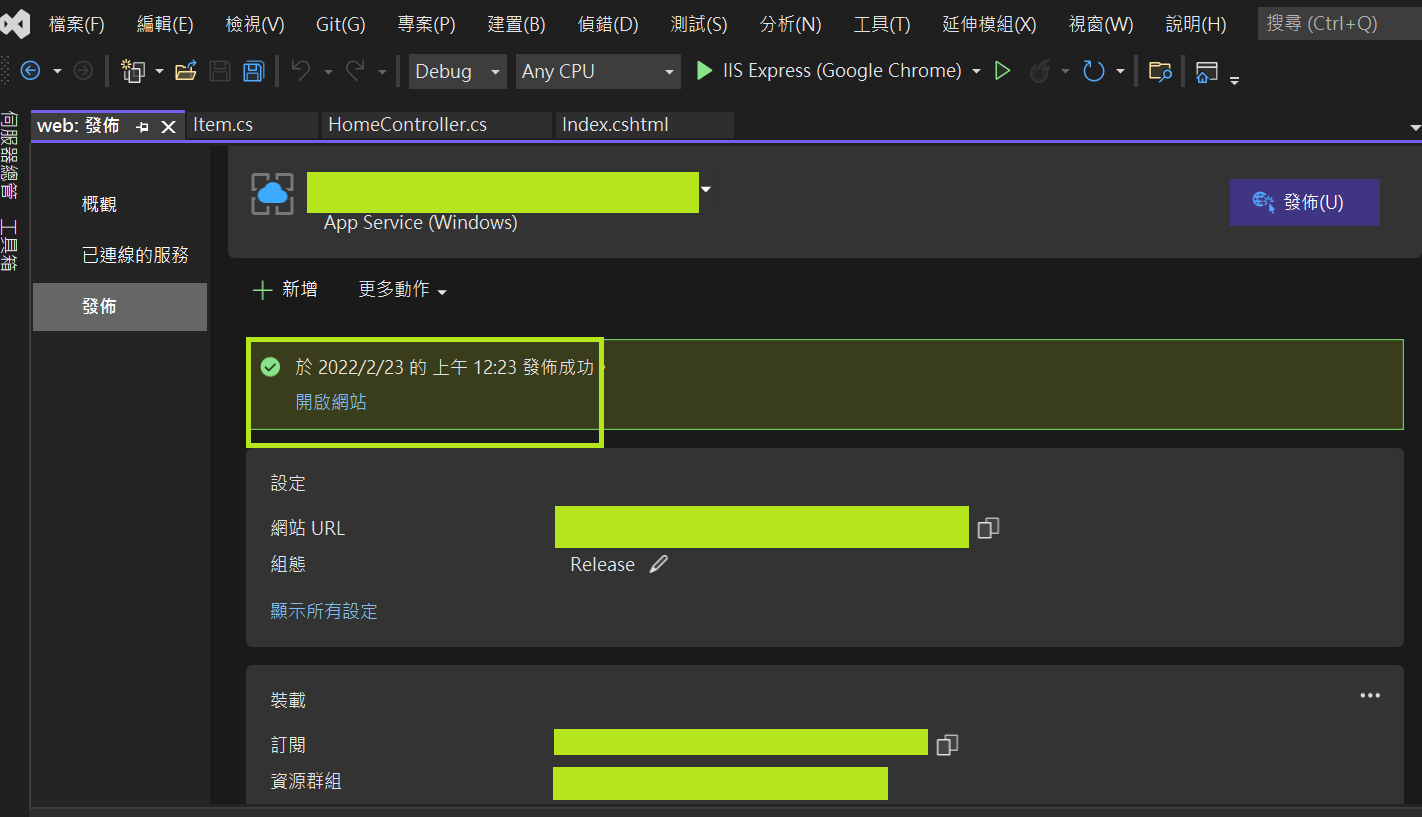 檔案(F) 編輯(E) 檢視(V) Git(G) 專案(P) 建置(B) 偵錯(D) 測試(S) 分析(N) 工具(T) 延伸模組(X) 視窗(W) 說明(H) 搜尋 (Ctrl+Q)
Debug Any CPU IIS Express (Google Chrome)
伺服器總管
工具箱
web: 發佈 Item.cs HomeController.cs Index.cshtml
概觀
已連線的服務
發佈
App Service (Windows)
發佈(U)
新增 更多動作
於 2022/2/23 的 上午 12:23 發佈成功
開啟網站
設定
網站 URL
組態 Release
顯示所有設定
裝載
訂閱
資源群組